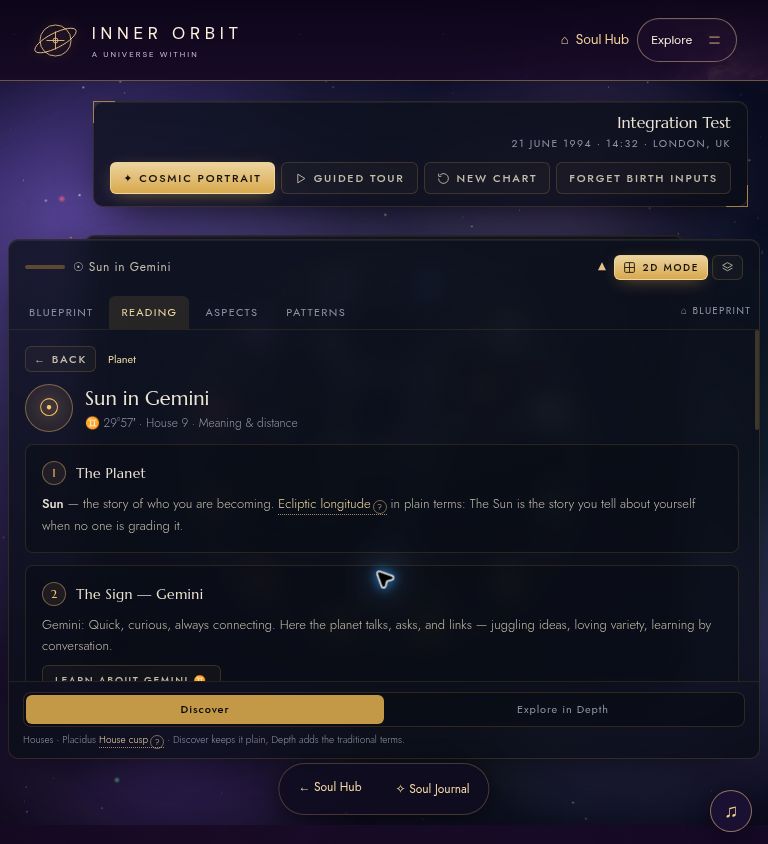 INNER ORBIT
A UNIVERSE WITHIN
⌂ Soul Hub
Explore
Integration Test
21 JUNE 1994 · 14:32 · LONDON, UK
✦ COSMIC PORTRAIT
GUIDED TOUR
NEW CHART
FORGET BIRTH INPUTS
☉ Sun in Gemini
▲
2D MODE
BLUEPRINT
READING
ASPECTS
PATTERNS
⌂ BLUEPRINT
← BACK
Planet
☉
Sun in Gemini
♊ 29°57' · House 9 · Meaning & distance
1
The Planet
Sun — the story of who you are becoming. Ecliptic longitude ? in plain terms: The Sun is the story you tell about yourself
when no one is grading it.
2
The Sign — Gemini
Gemini: Quick, curious, always connecting. Here the planet talks, asks, and links — juggling ideas, loving variety, learning by
conversation.
LEARN ABOUT GEMINI ♊
Discover
Explore in Depth
Houses · Placidus House cusp ? · Discover keeps it plain, Depth adds the traditional terms.
← Soul Hub
✧ Soul Journal
♫